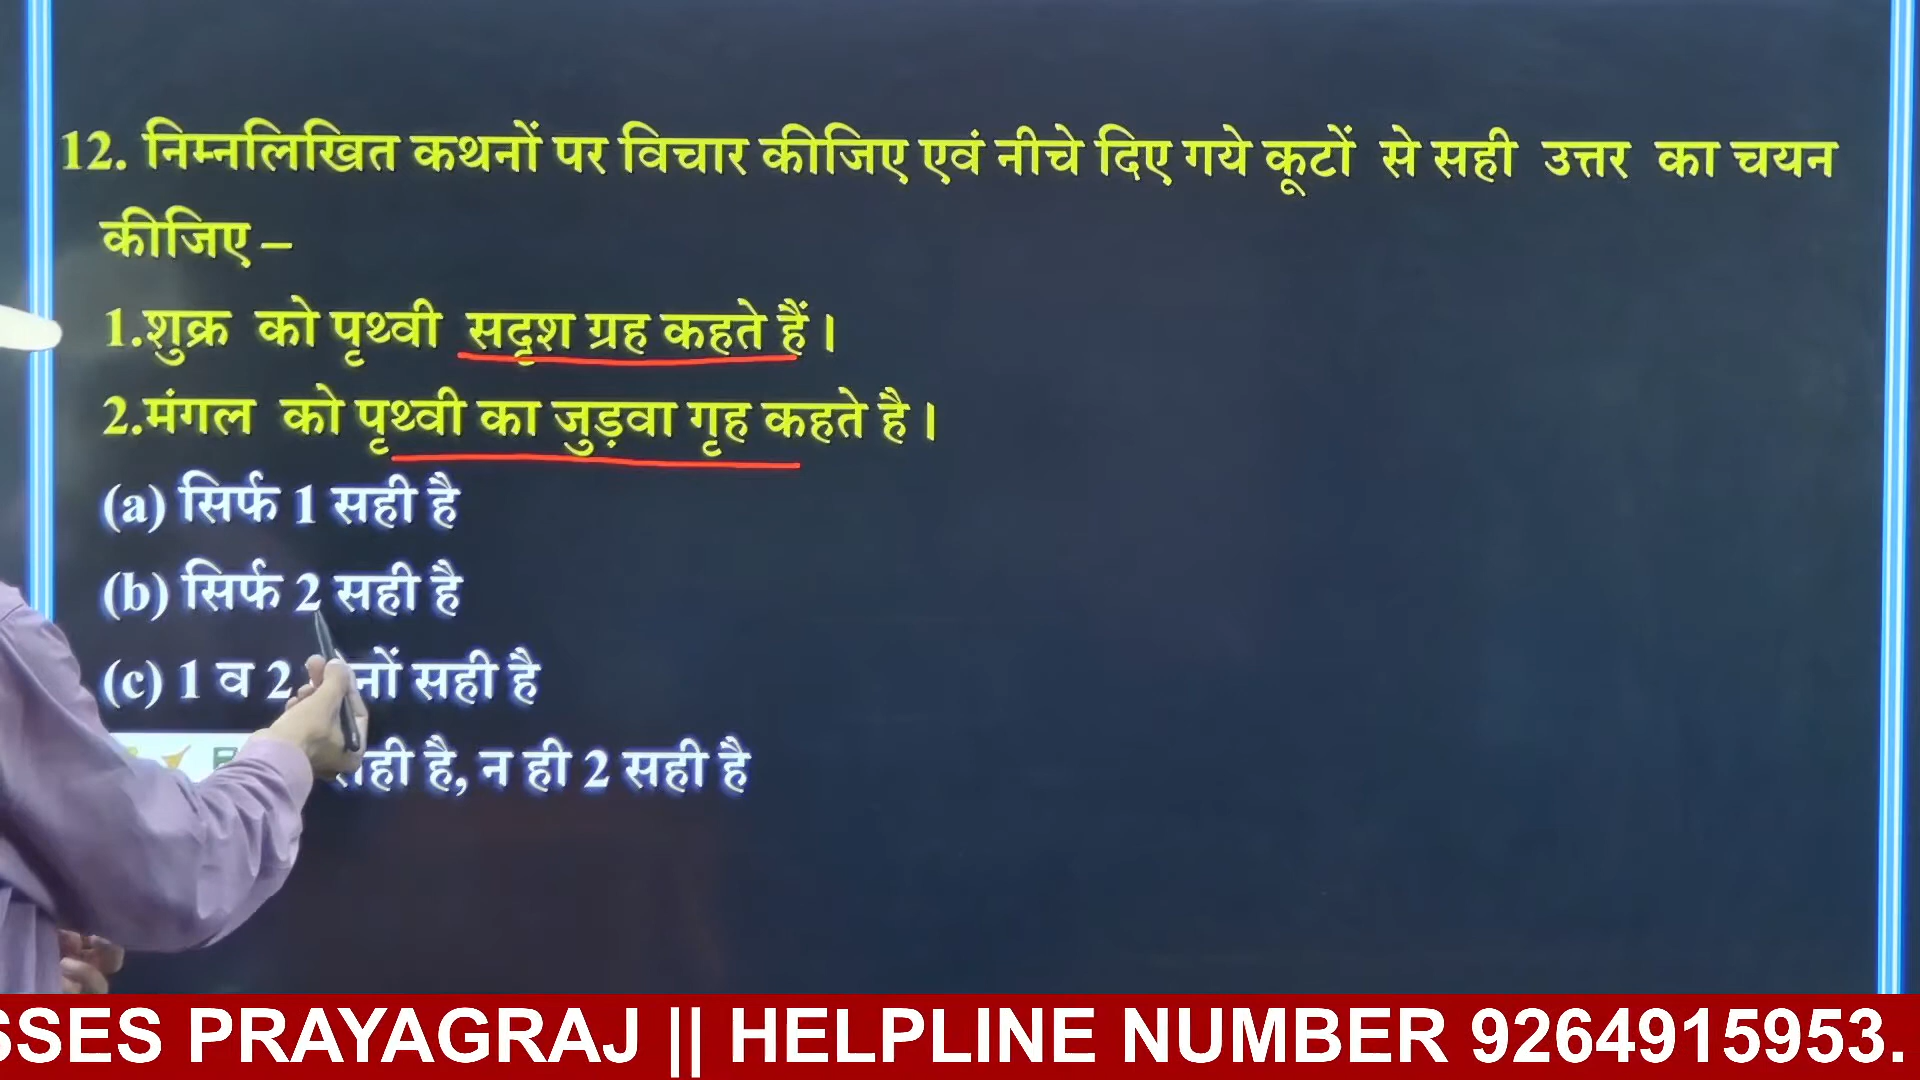 12. निम्नलिखित कथनों पर विचार कीजिए एवं नीचे दिए गये कूटों से सही उत्तर का चयन
कीजिए –
1.शुक्र को पृथ्वी सदृश ग्रह कहते हैं।
2.मंगल को पृथ्वी का जुड़वा गृह कहते है।
(a) सिर्फ 1 सही है
(b) सिर्फ 2 सही है
(c) 1 व 2 सही है
सही है, न ही 2 सही है
SSES PRAYAGRAJ || HELPLINE NUMBER 9264915953.